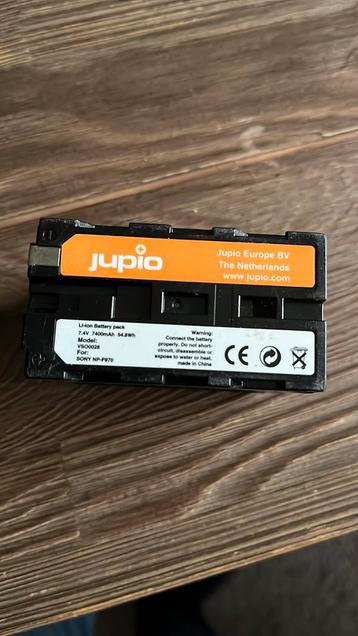 jupio
Jupio Europe BV
The Netherlands
www.jupio.com
Li-ion Battery pack
7.4V 7400mAh 54.8Wh
Model:
VSO0028
For:
SONY NP-F970
Warning:
Connect the battery
properly. Do not short-
circuit, disassemble or
expose to water or heat.
made in China
CE